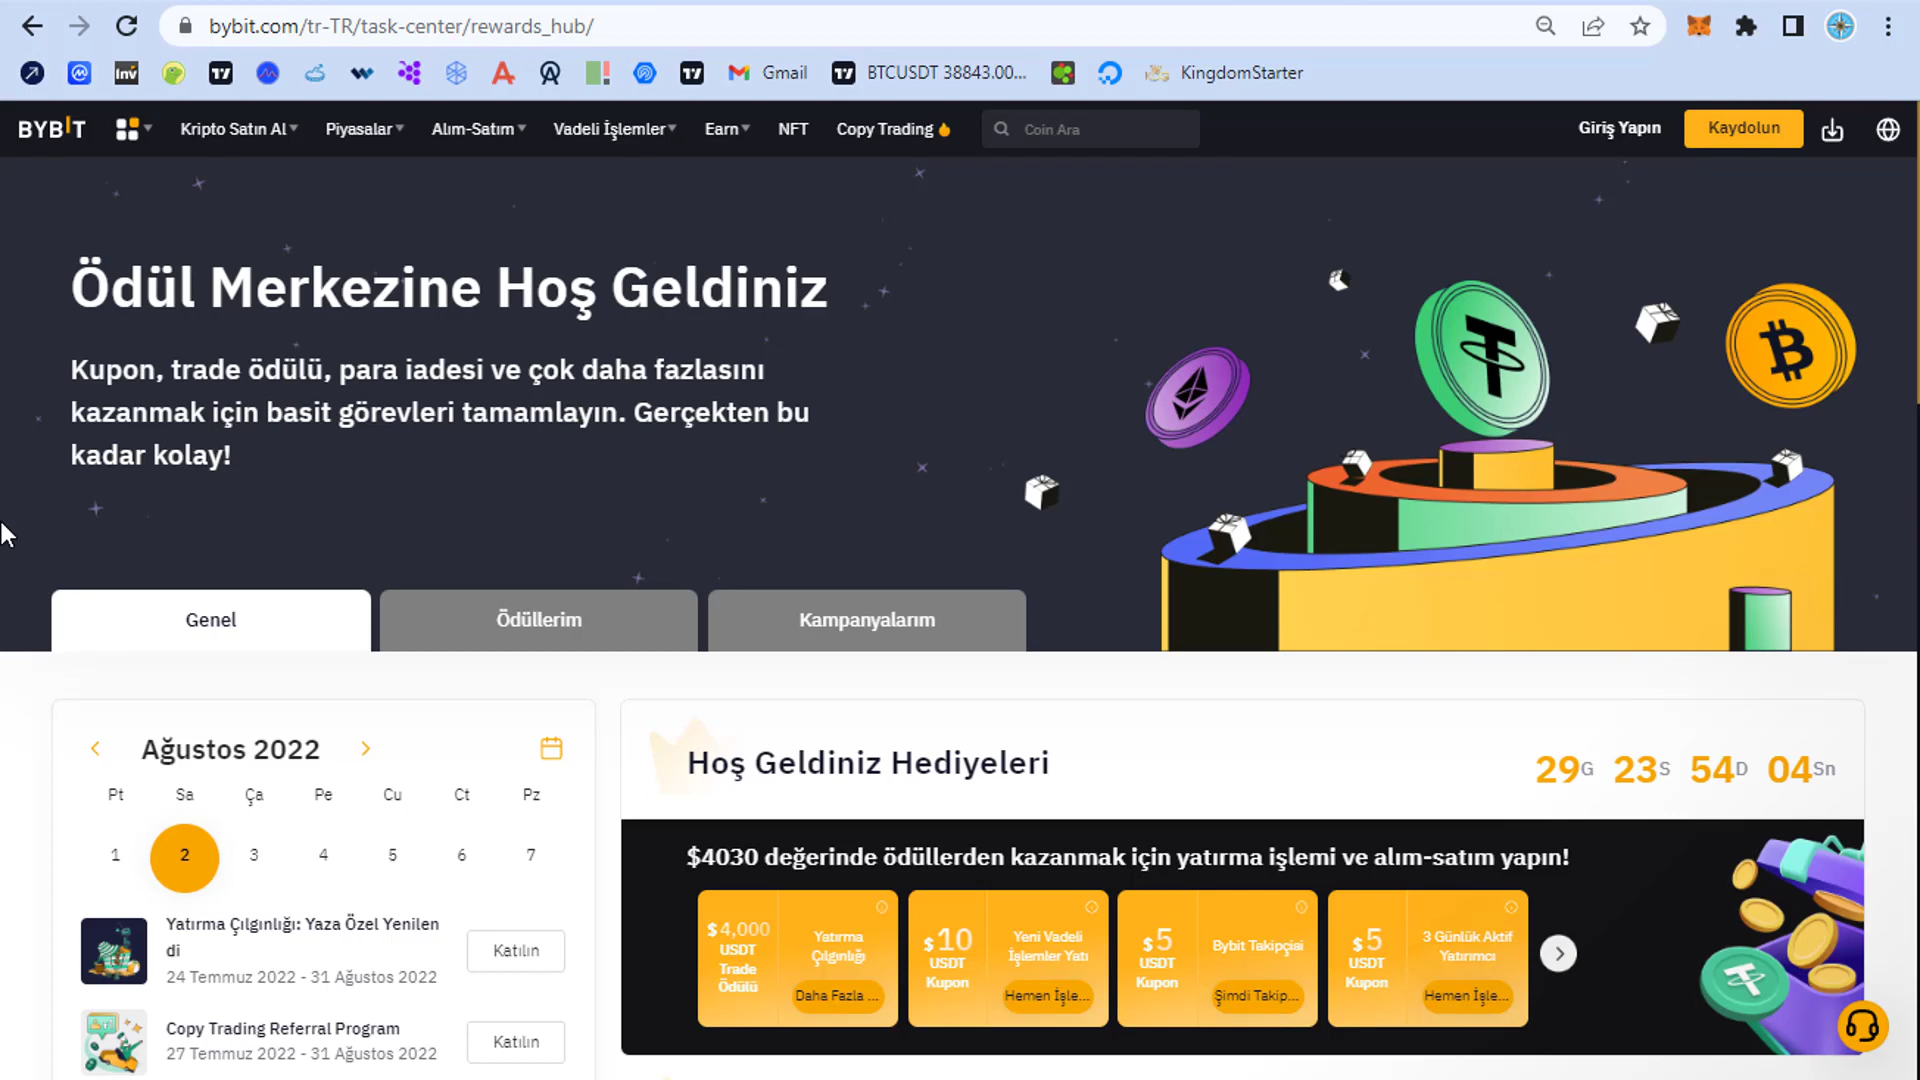 bybit.com/tr-TR/task-center/rewards_hub/
Inv
Gmail
BTCUSDT 38843.00...
KingdomStarter
BYBIT
Kripto Satın Al
Piyasalar
Alım-Satım
Vadeli İşlemler
Earn
NFT
Copy Trading
Coin Ara
Giriş Yapın
Kaydolun
Ödül Merkezine Hoş Geldiniz
Kupon, trade ödülü, para iadesi ve çok daha fazlasını
kazanmak için basit görevleri tamamlayın. Gerçekten bu
kadar kolay!
Genel
Ödüllerim
Kampanyalarım
Ağustos 2022
Pt Sa Ça Pe Cu Ct Pz
1 2 3 4 5 6 7
Yatırma Çılgınlığı: Yaza Özel Yenilen
di
24 Temmuz 2022 - 31 Ağustos 2022
Katılın
Copy Trading Referral Program
27 Temmuz 2022 - 31 Ağustos 2022
Katılın
Hoş Geldiniz Hediyeleri
29G 23S 54D 04Sn
$4030 değerinde ödüllerden kazanmak için yatırma işlemi ve alım-satım yapın!
$4,000
USDT
Trade
Ödülü
Yatırma
Çılgınlığı
Daha Fazla ...
$10
USDT
Kupon
Yeni Vadeli
İşlemler Yatı
Hemen İşle...
$5
USDT
Kupon
Bybit Takipçisi
Şimdi Takip...
$5
USDT
Kupon
3 Günlük Aktif
Yatırımcı
Hemen İşle...